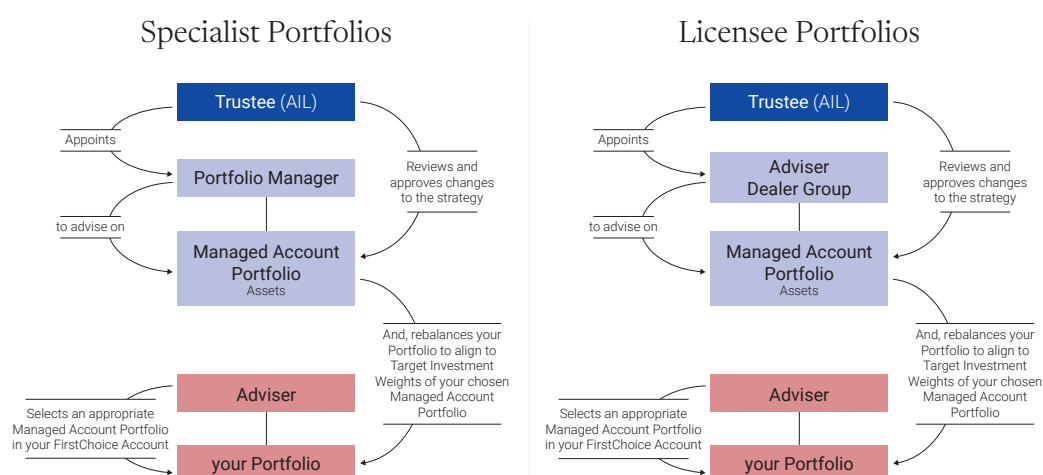 Specialist Portfolios
Trustee (AIL)
Appoints
Portfolio Manager
Reviews and
approves changes
to the strategy
to advise on
Managed Account
Portfolio
Assets
And, rebalances your
Portfolio to align to
Target Investment
Weights of your chosen
Managed Account
Portfolio
Adviser
Selects an appropriate
Managed Account Portfolio
in your FirstChoice Account
your Portfolio
Licensee Portfolios
Trustee (AIL)
Appoints
Adviser
Dealer Group
Reviews and
approves changes
to the strategy
to advise on
Managed Account
Portfolio
Assets
And, rebalances your
Portfolio to align to
Target Investment
Weights of your chosen
Managed Account
Portfolio
Adviser
Selects an appropriate
Managed Account Portfolio
in your FirstChoice Account
your Portfolio